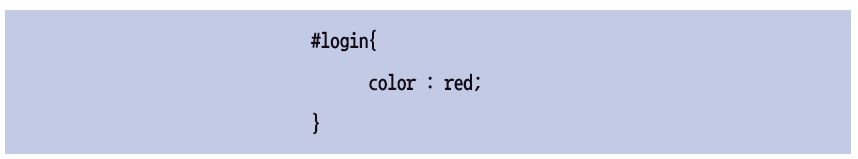 #login{
color : red;
}